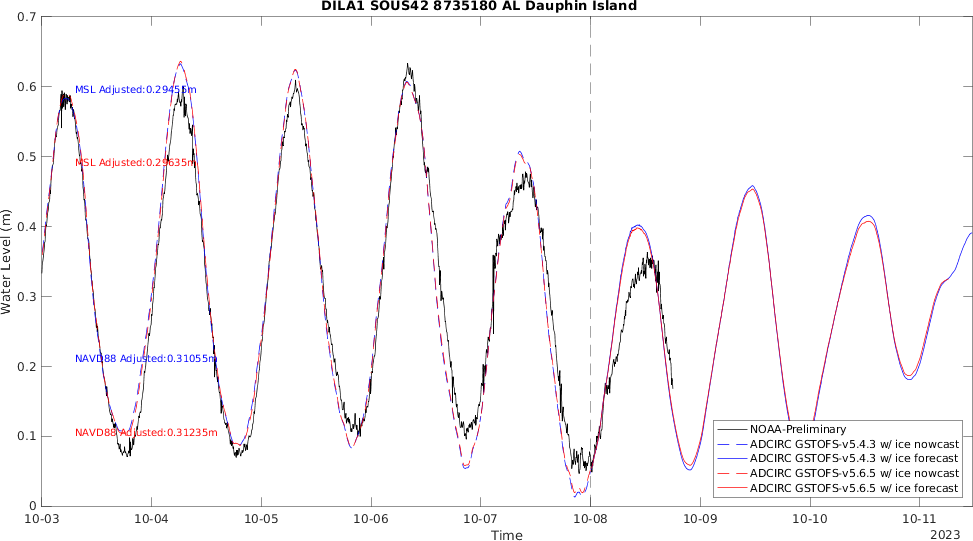 DILA1 SOUS42 8735180 AL Dauphin Island
0.7
0.6
0.5
0.4
0.3
0.2
0.1
0
Water Level (m)
MSL Adjusted:0.29455m
MSL Adjusted:0.29635m
NAVD88 Adjusted:0.31055m
NAVD88 Adjusted:0.31235m
NOAA-Preliminary
ADCIRC GSTOFS-v5.4.3 w/ ice nowcast
ADCIRC GSTOFS-v5.4.3 w/ ice forecast
ADCIRC GSTOFS-v5.6.5 w/ ice nowcast
ADCIRC GSTOFS-v5.6.5 w/ ice forecast
10-03 10-04 10-05 10-06 10-07 10-08 10-09 10-10 10-11
Time
2023